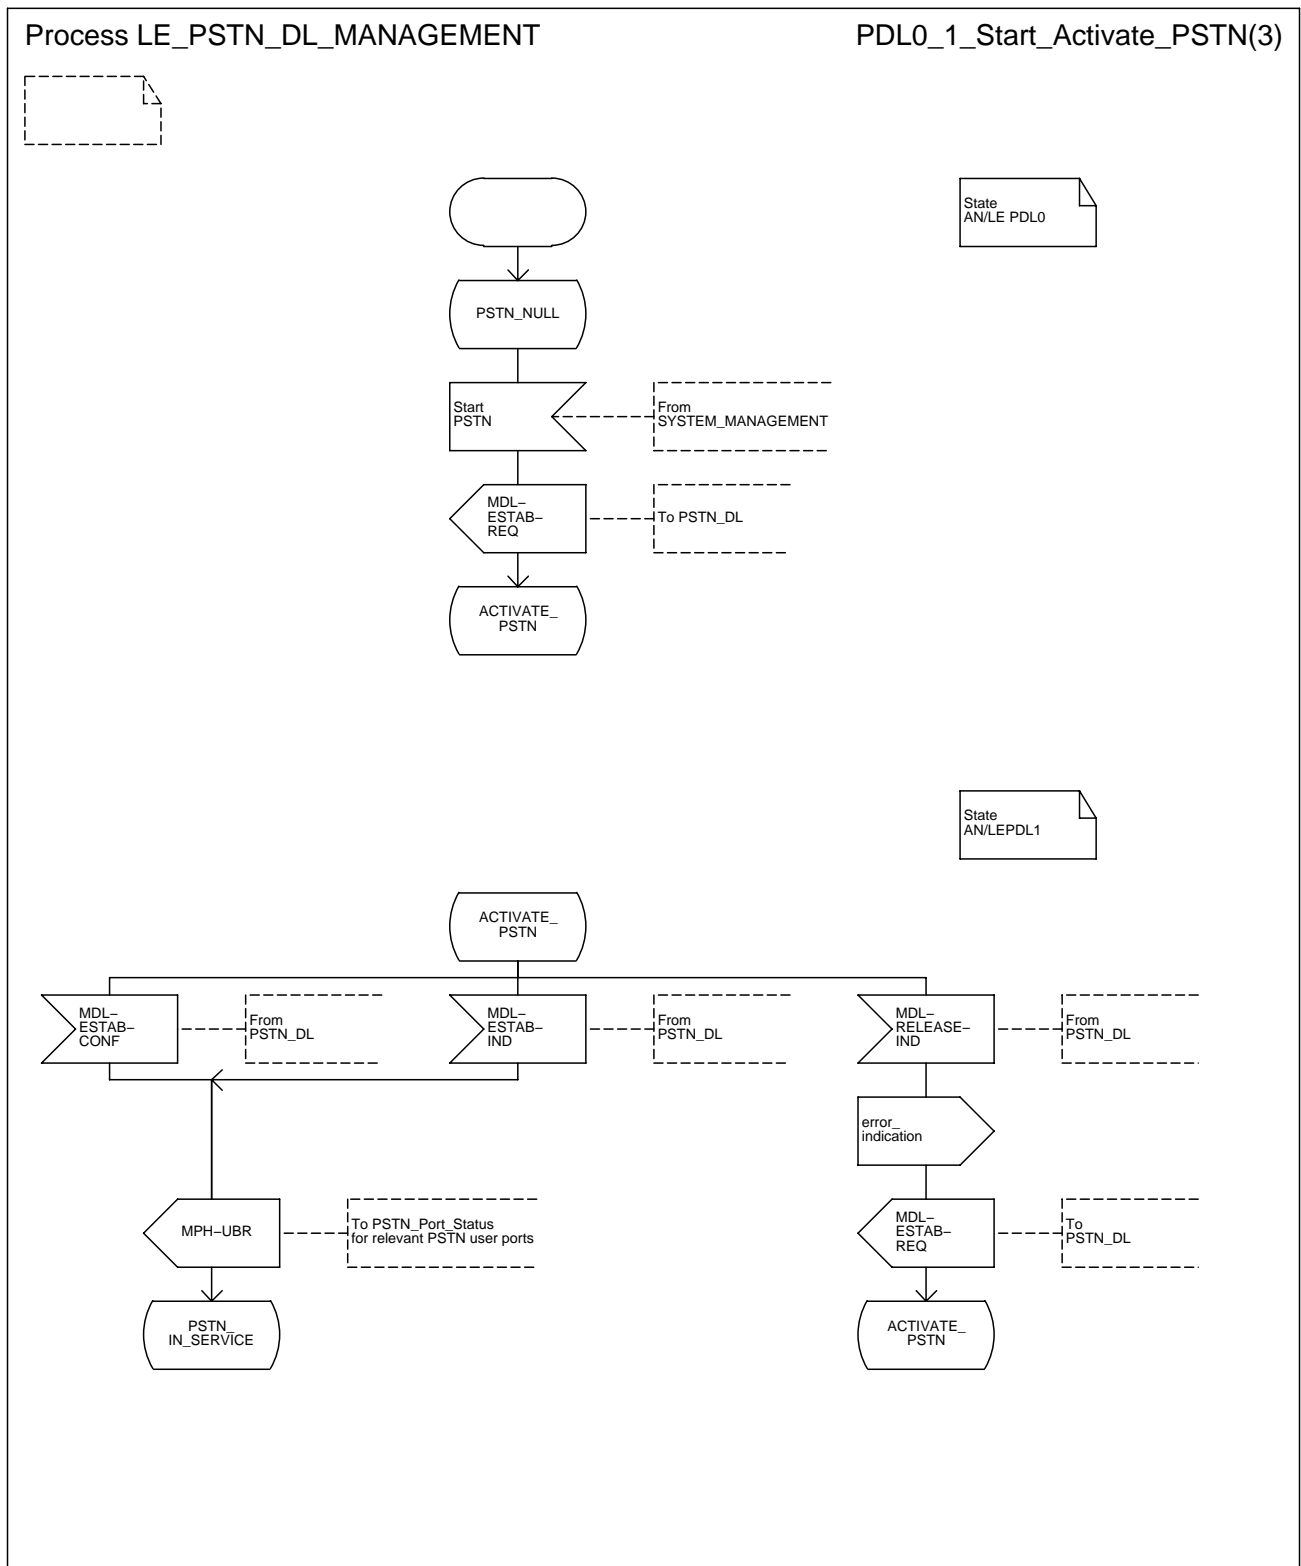 Process LE_PSTN_DL_MANAGEMENT
PDL0_1_Start_Activate_PSTN(3)
State
AN/LE PDL0
PSTN_NULL
Start
PSTN
From
SYSTEM_MANAGEMENT
MDL–
ESTAB–
REQ
To PSTN_DL
ACTIVATE_
PSTN
State
AN/LEPDL1
ACTIVATE_
PSTN
MDL–
ESTAB–
CONF
From
PSTN_DL
MDL–
ESTAB–
IND
From
PSTN_DL
MDL–
RELEASE–
IND
From
PSTN_DL
error_
indication
MPH–UBR
To PSTN_Port_Status
for relevant PSTN user ports
MDL–
ESTAB–
REQ
To
PSTN_DL
PSTN_
IN_SERVICE
ACTIVATE_
PSTN